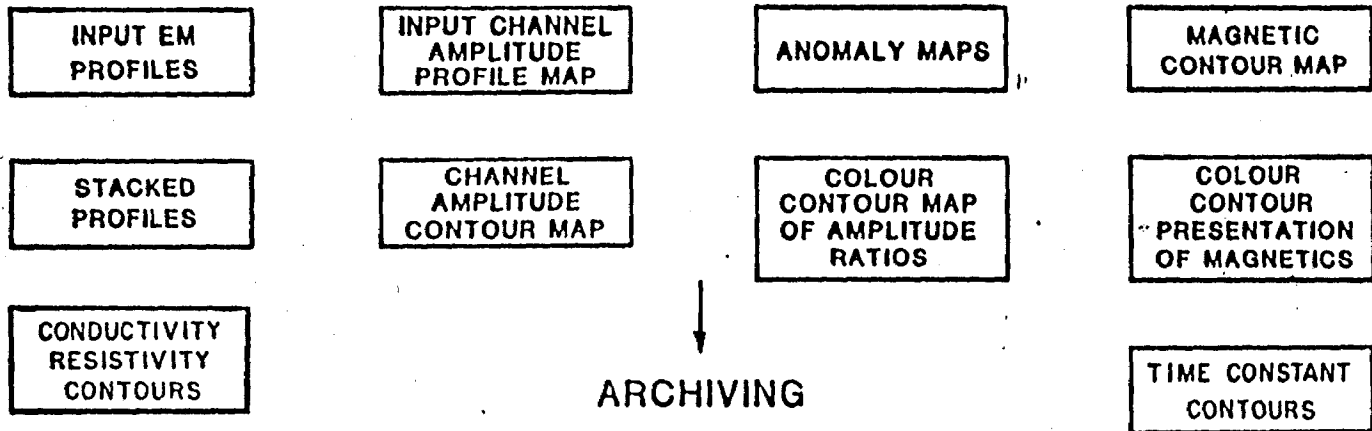 INPUT EM
PROFILES
INPUT CHANNEL
AMPLITUDE
PROFILE MAP
ANOMALY MAPS
MAGNETIC
CONTOUR MAP
STACKED
PROFILES
CHANNEL
AMPLITUDE
CONTOUR MAP
COLOUR
CONTOUR MAP
OF AMPLITUDE
RATIOS
COLOUR
CONTOUR
PRESENTATION
OF MAGNETICS
CONDUCTIVITY
RESISTIVITY
CONTOURS
ARCHIVING
TIME CONSTANT
CONTOURS